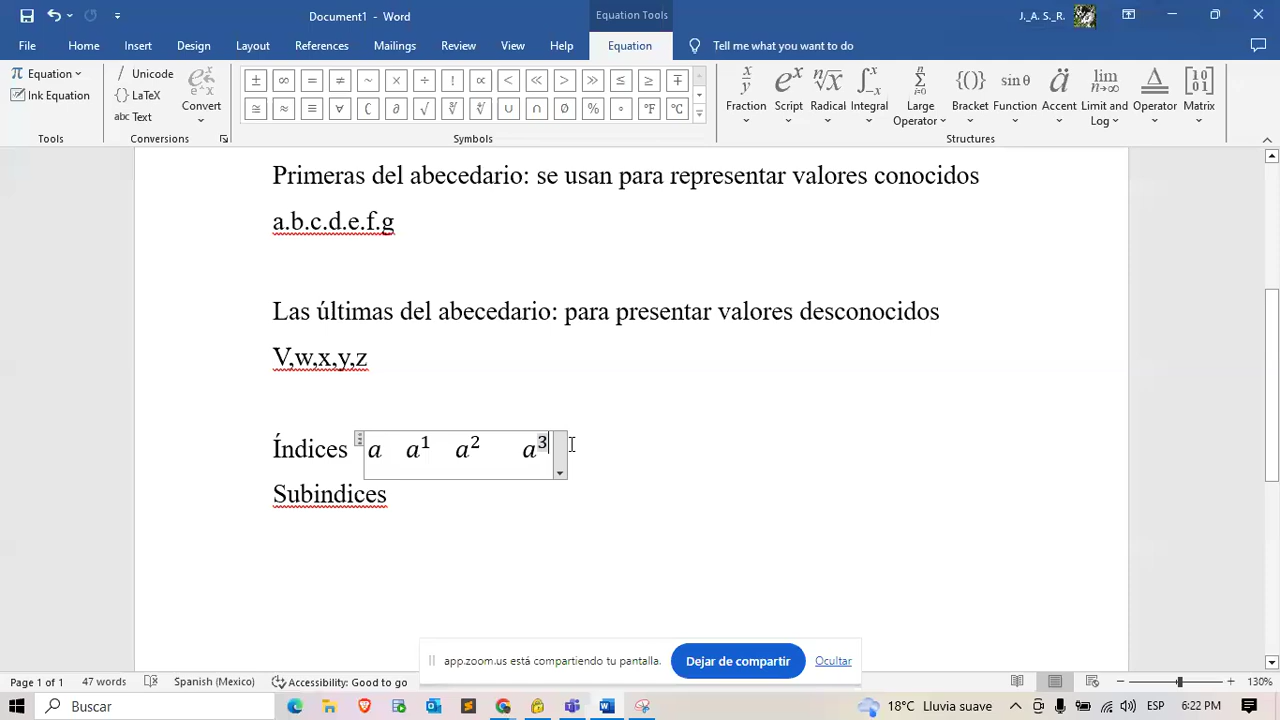 Document1 - Word
Equation Tools
J._A. S._R.
File Home Insert Design Layout References Mailings Review View Help Equation Tell me what you want to do
π Equation
Ink Equation
Tools
Unicode
LaTeX
abc Text
Convert
Conversions
± ∞ = ≠ ~ × ÷ ! ∝ < ≪ > ≫ ≤ ≥ ∓
≅ ≈ ≡ ∀ ∁ ∂ √ ∛ ∜ ∪ ∩ ∅ % ° °F °C
Symbols
Fraction Script Radical Integral Large Operator Bracket Function Accent Limit and Log Operator Matrix
Structures
Primeras del abecedario: se usan para representar valores conocidos
a.b.c.d.e.f.g
Las últimas del abecedario: para presentar valores desconocidos
V,w,x,y,z
Índices a a¹ a² a³
Subindices
app.zoom.us está compartiendo tu pantalla. Dejar de compartir Ocultar
Page 1 of 1 47 words Spanish (Mexico) Accessibility: Good to go 130%
Buscar 18°C Lluvia suave ESP 6:22 PM